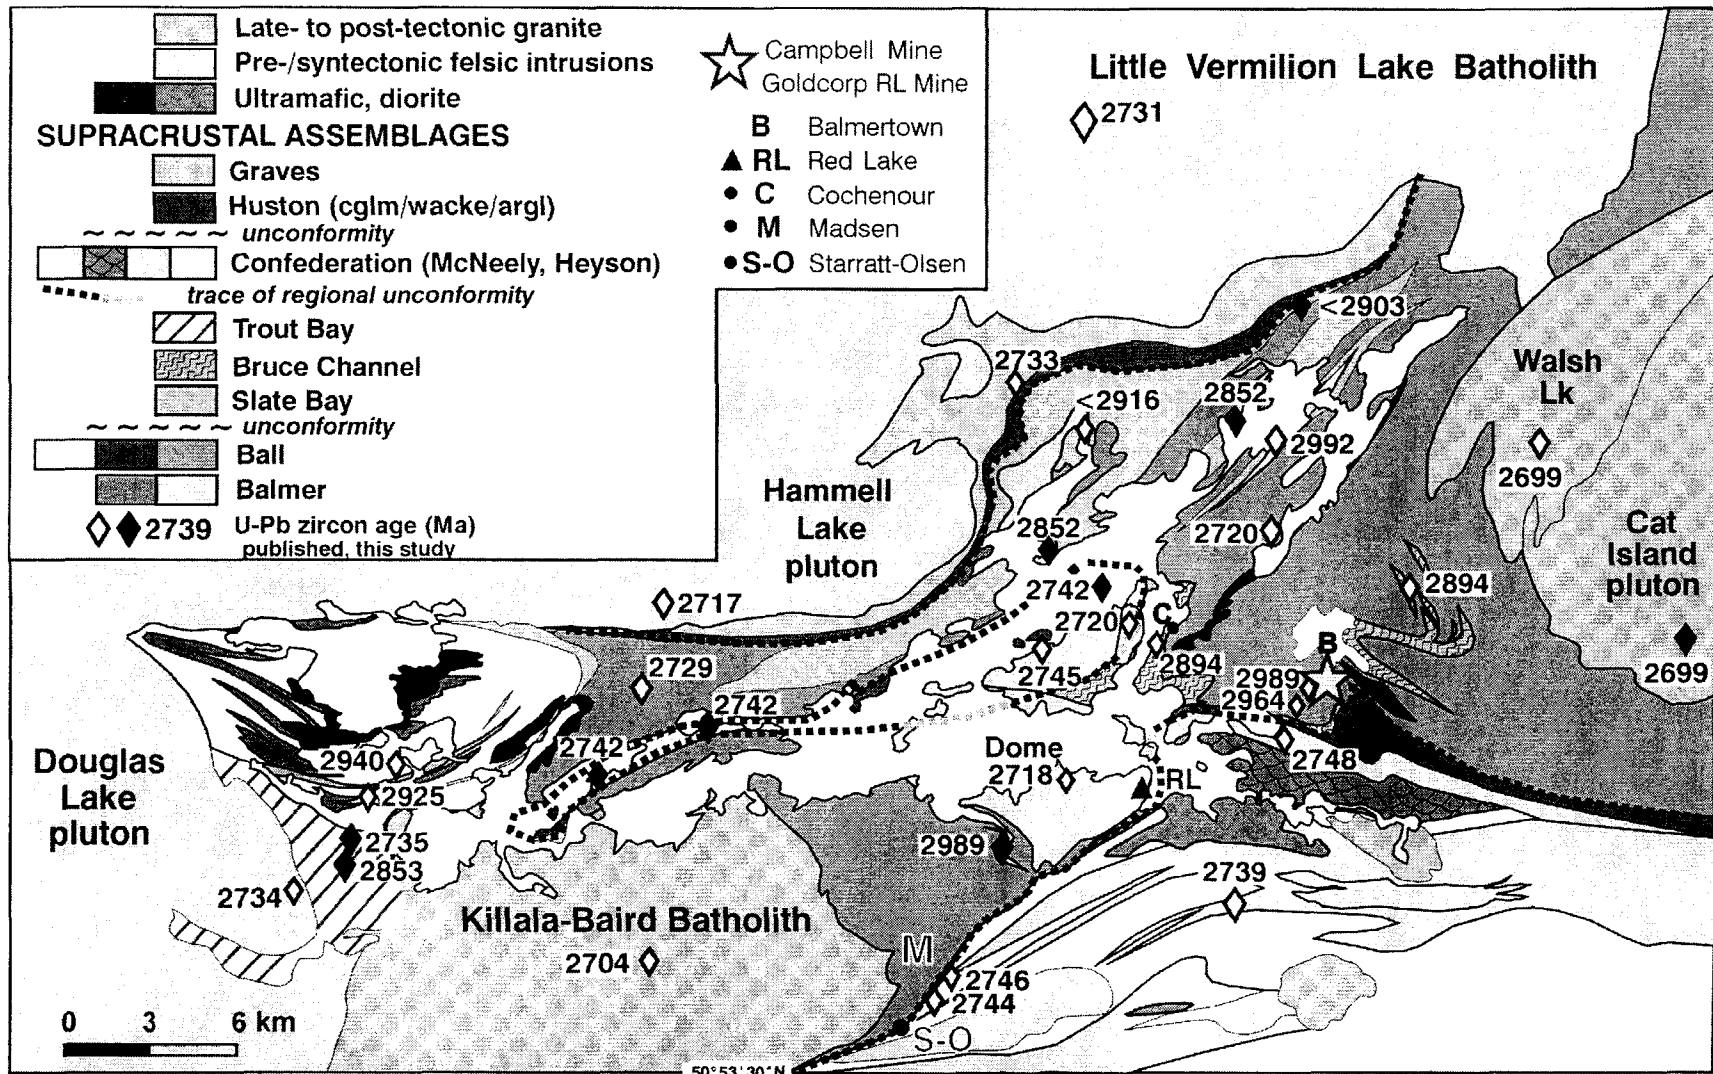 Late- to post-tectonic granite
Pre-/syntectonic felsic intrusions
Ultramafic, diorite
SUPRACRUSTAL ASSEMBLAGES
Graves
Huston (cglm/wacke/argl)
unconformity
Confederation (McNeely, Heyson)
trace of regional unconformity
Trout Bay
Bruce Channel
Slate Bay
unconformity
Ball
Balmer
2739 U-Pb zircon age (Ma)
published, this study
Campbell Mine
Goldcorp RL Mine
B Balmertown
RL Red Lake
C Cochenour
M Madsen
S-O Starratt-Olsen
Little Vermilion Lake Batholith
2731
<2903
2733
Walsh
Lk
2852
<2916
2992
2699
Hammell
Lake
pluton
2852
2720
Cat
Island
pluton
2742
2894
2717
2720
C
B
2745
2894
2699
2729
2989
2964
2742
2742
2748
Dome
2718
RL
Douglas
Lake
pluton
2940
2925
2735
2853
2989
2734
2739
Killala-Baird Batholith
2704
M
2746
2744
S-O
0 3 6 km
50°53'30"N